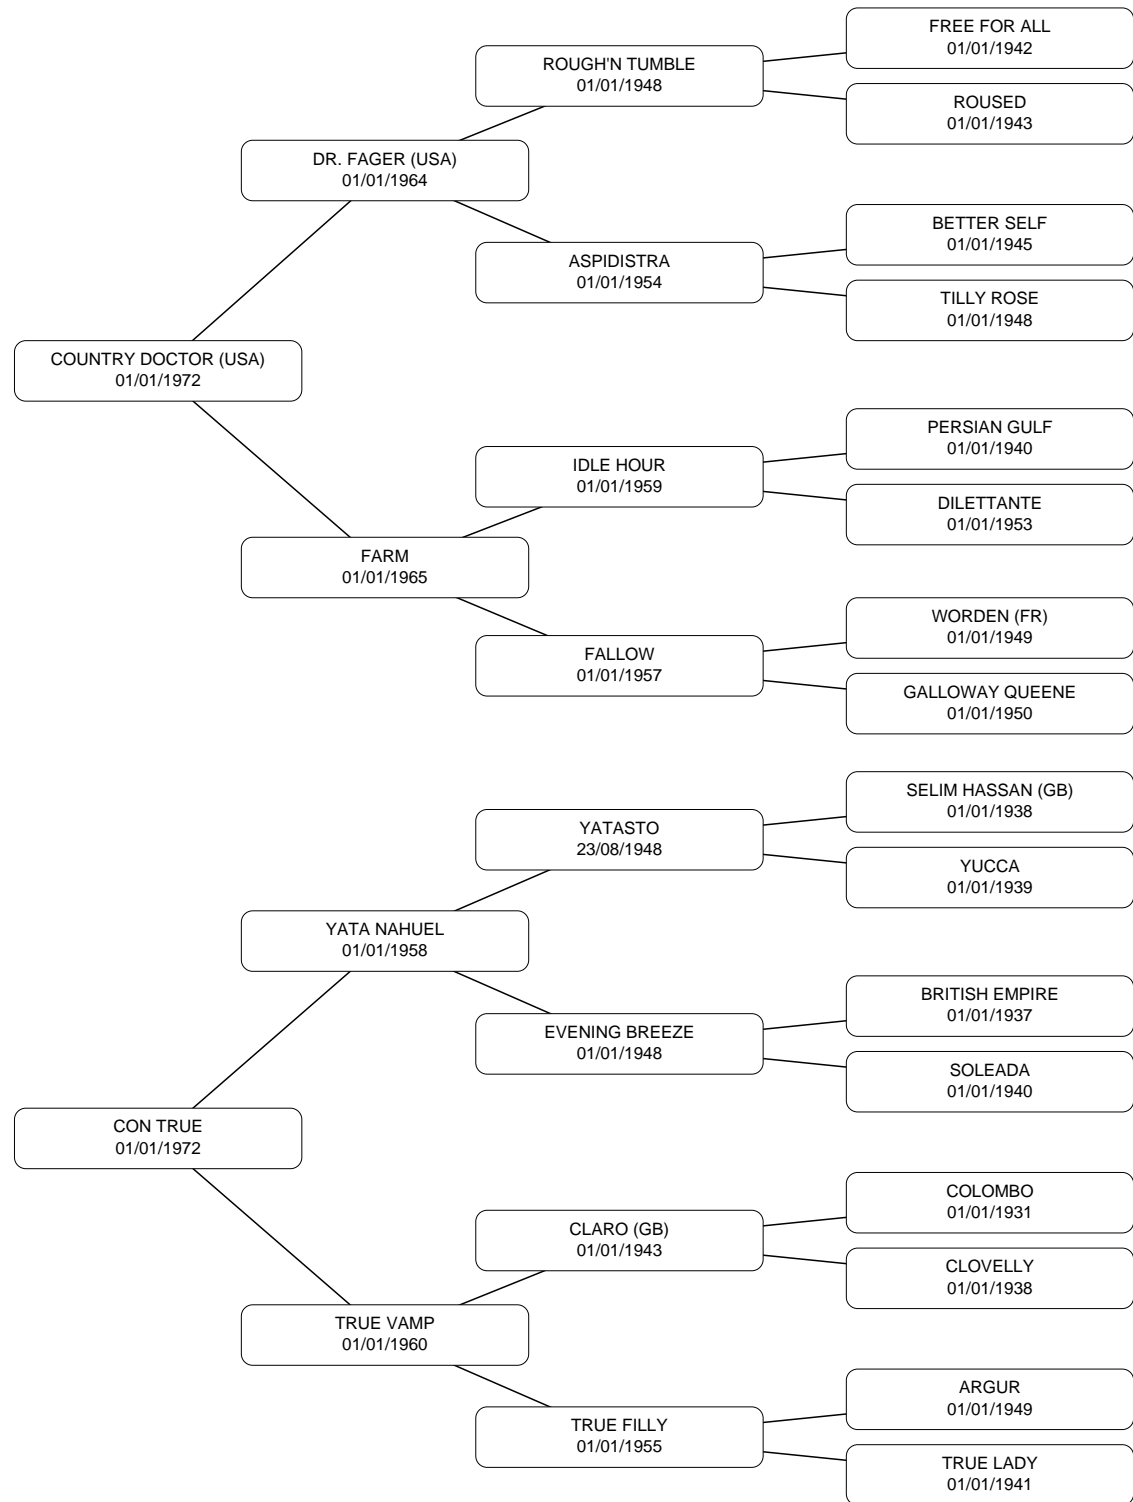 FREE FOR ALL
01/01/1942
ROUGH'N TUMBLE
01/01/1948
ROUSED
01/01/1943
DR. FAGER (USA)
01/01/1964
BETTER SELF
01/01/1945
ASPIDISTRA
01/01/1954
TILLY ROSE
01/01/1948
COUNTRY DOCTOR (USA)
01/01/1972
PERSIAN GULF
01/01/1940
IDLE HOUR
01/01/1959
DILETTANTE
01/01/1953
FARM
01/01/1965
WORDEN (FR)
01/01/1949
FALLOW
01/01/1957
GALLOWAY QUEENE
01/01/1950
SELIM HASSAN (GB)
01/01/1938
YATASTO
23/08/1948
YUCCA
01/01/1939
YATA NAHUEL
01/01/1958
BRITISH EMPIRE
01/01/1937
EVENING BREEZE
01/01/1948
SOLEADA
01/01/1940
CON TRUE
01/01/1972
COLOMBO
01/01/1931
CLARO (GB)
01/01/1943
CLOVELLY
01/01/1938
TRUE VAMP
01/01/1960
ARGUR
01/01/1949
TRUE FILLY
01/01/1955
TRUE LADY
01/01/1941